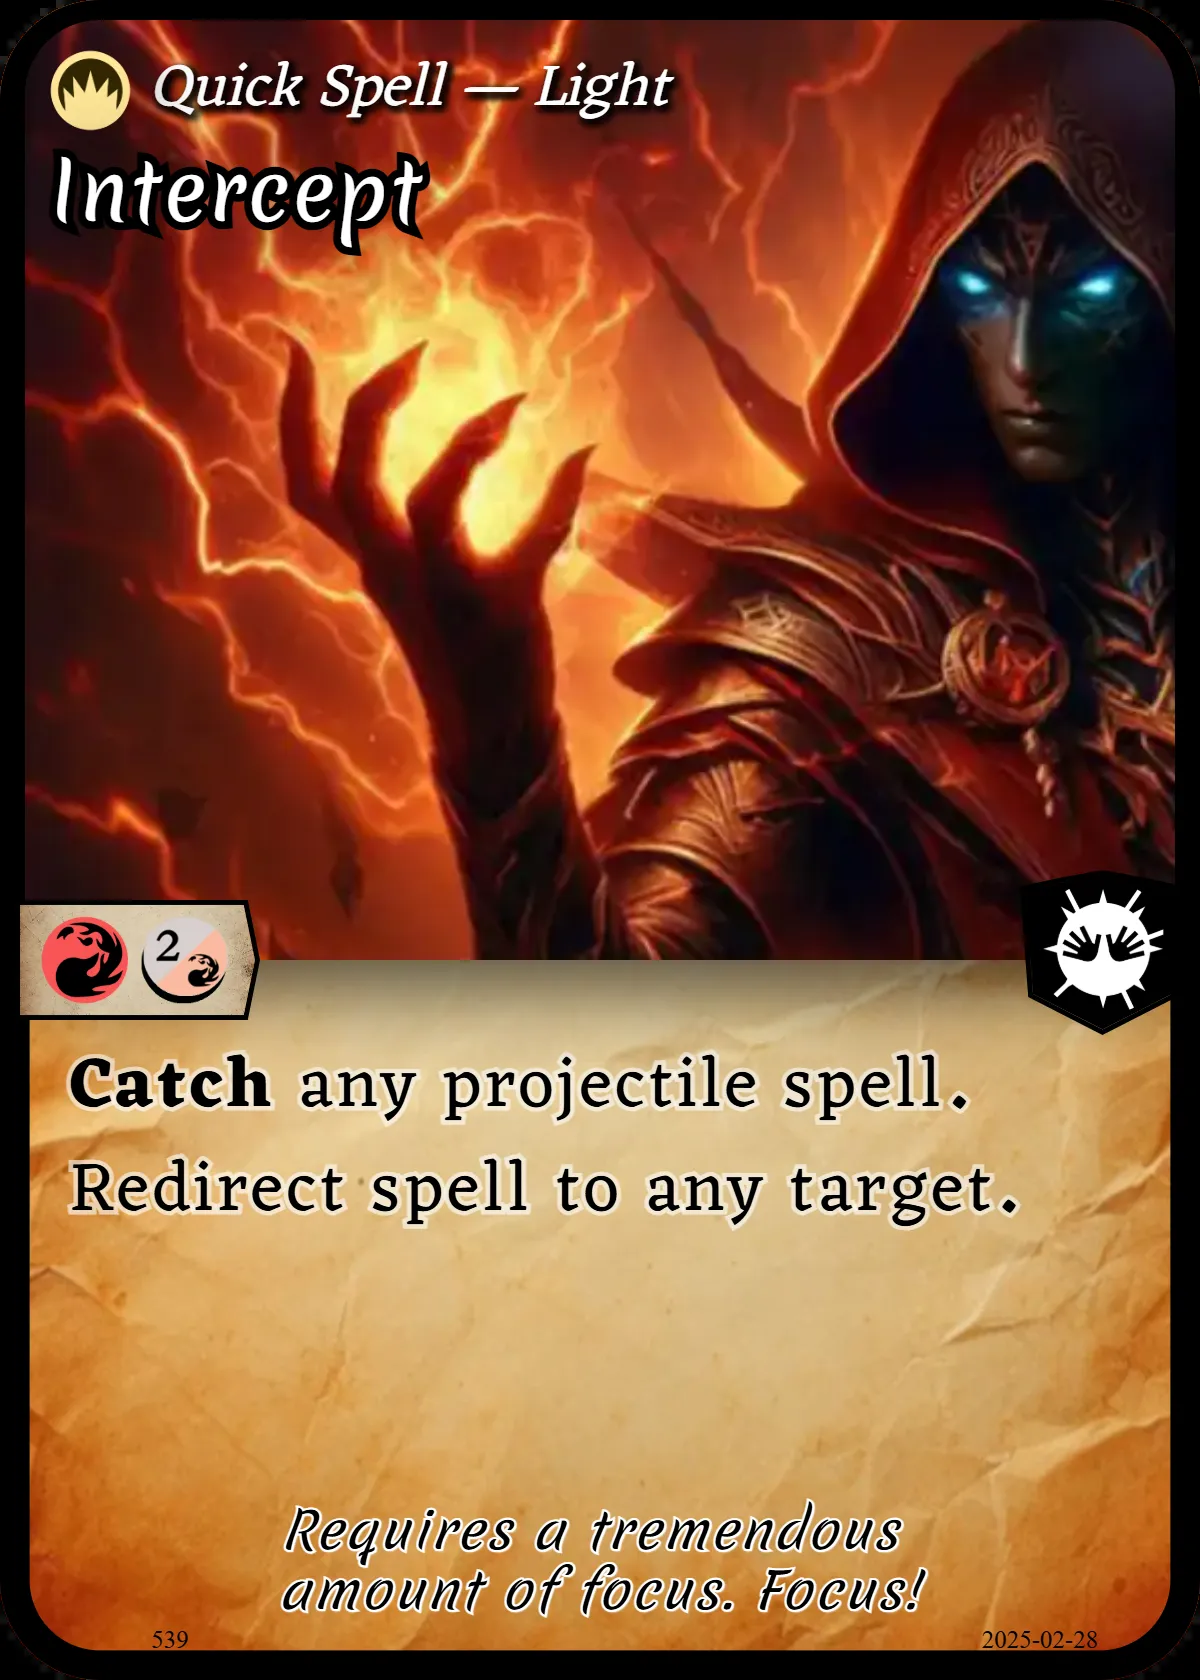 Quick Spell — Light
Intercept
2
Catch any projectile spell.
Redirect spell to any target.
Requires a tremendous
amount of focus. Focus!
539 2025-02-28